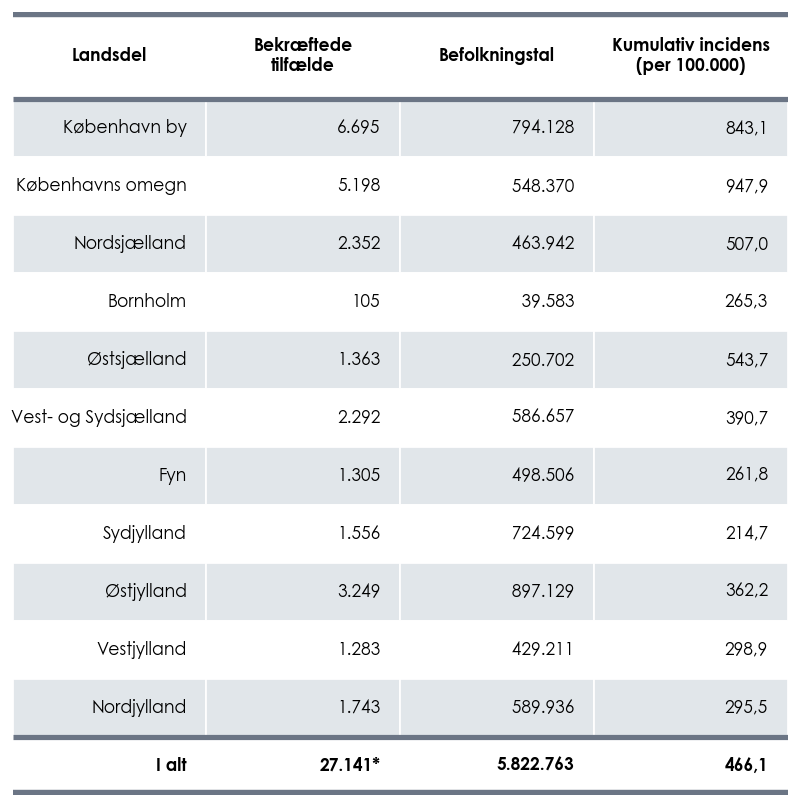 Landsdel Bekræftede tilfælde Befolkningstal Kumulativ incidens (per 100.000)
København by 6.695 794.128 843,1
Københavns omegn 5.198 548.370 947,9
Nordsjælland 2.352 463.942 507,0
Bornholm 105 39.583 265,3
Østsjælland 1.363 250.702 543,7
Vest- og Sydsjælland 2.292 586.657 390,7
Fyn 1.305 498.506 261,8
Sydjylland 1.556 724.599 214,7
Østjylland 3.249 897.129 362,2
Vestjylland 1.283 429.211 298,9
Nordjylland 1.743 589.936 295,5
I alt 27.141* 5.822.763 466,1